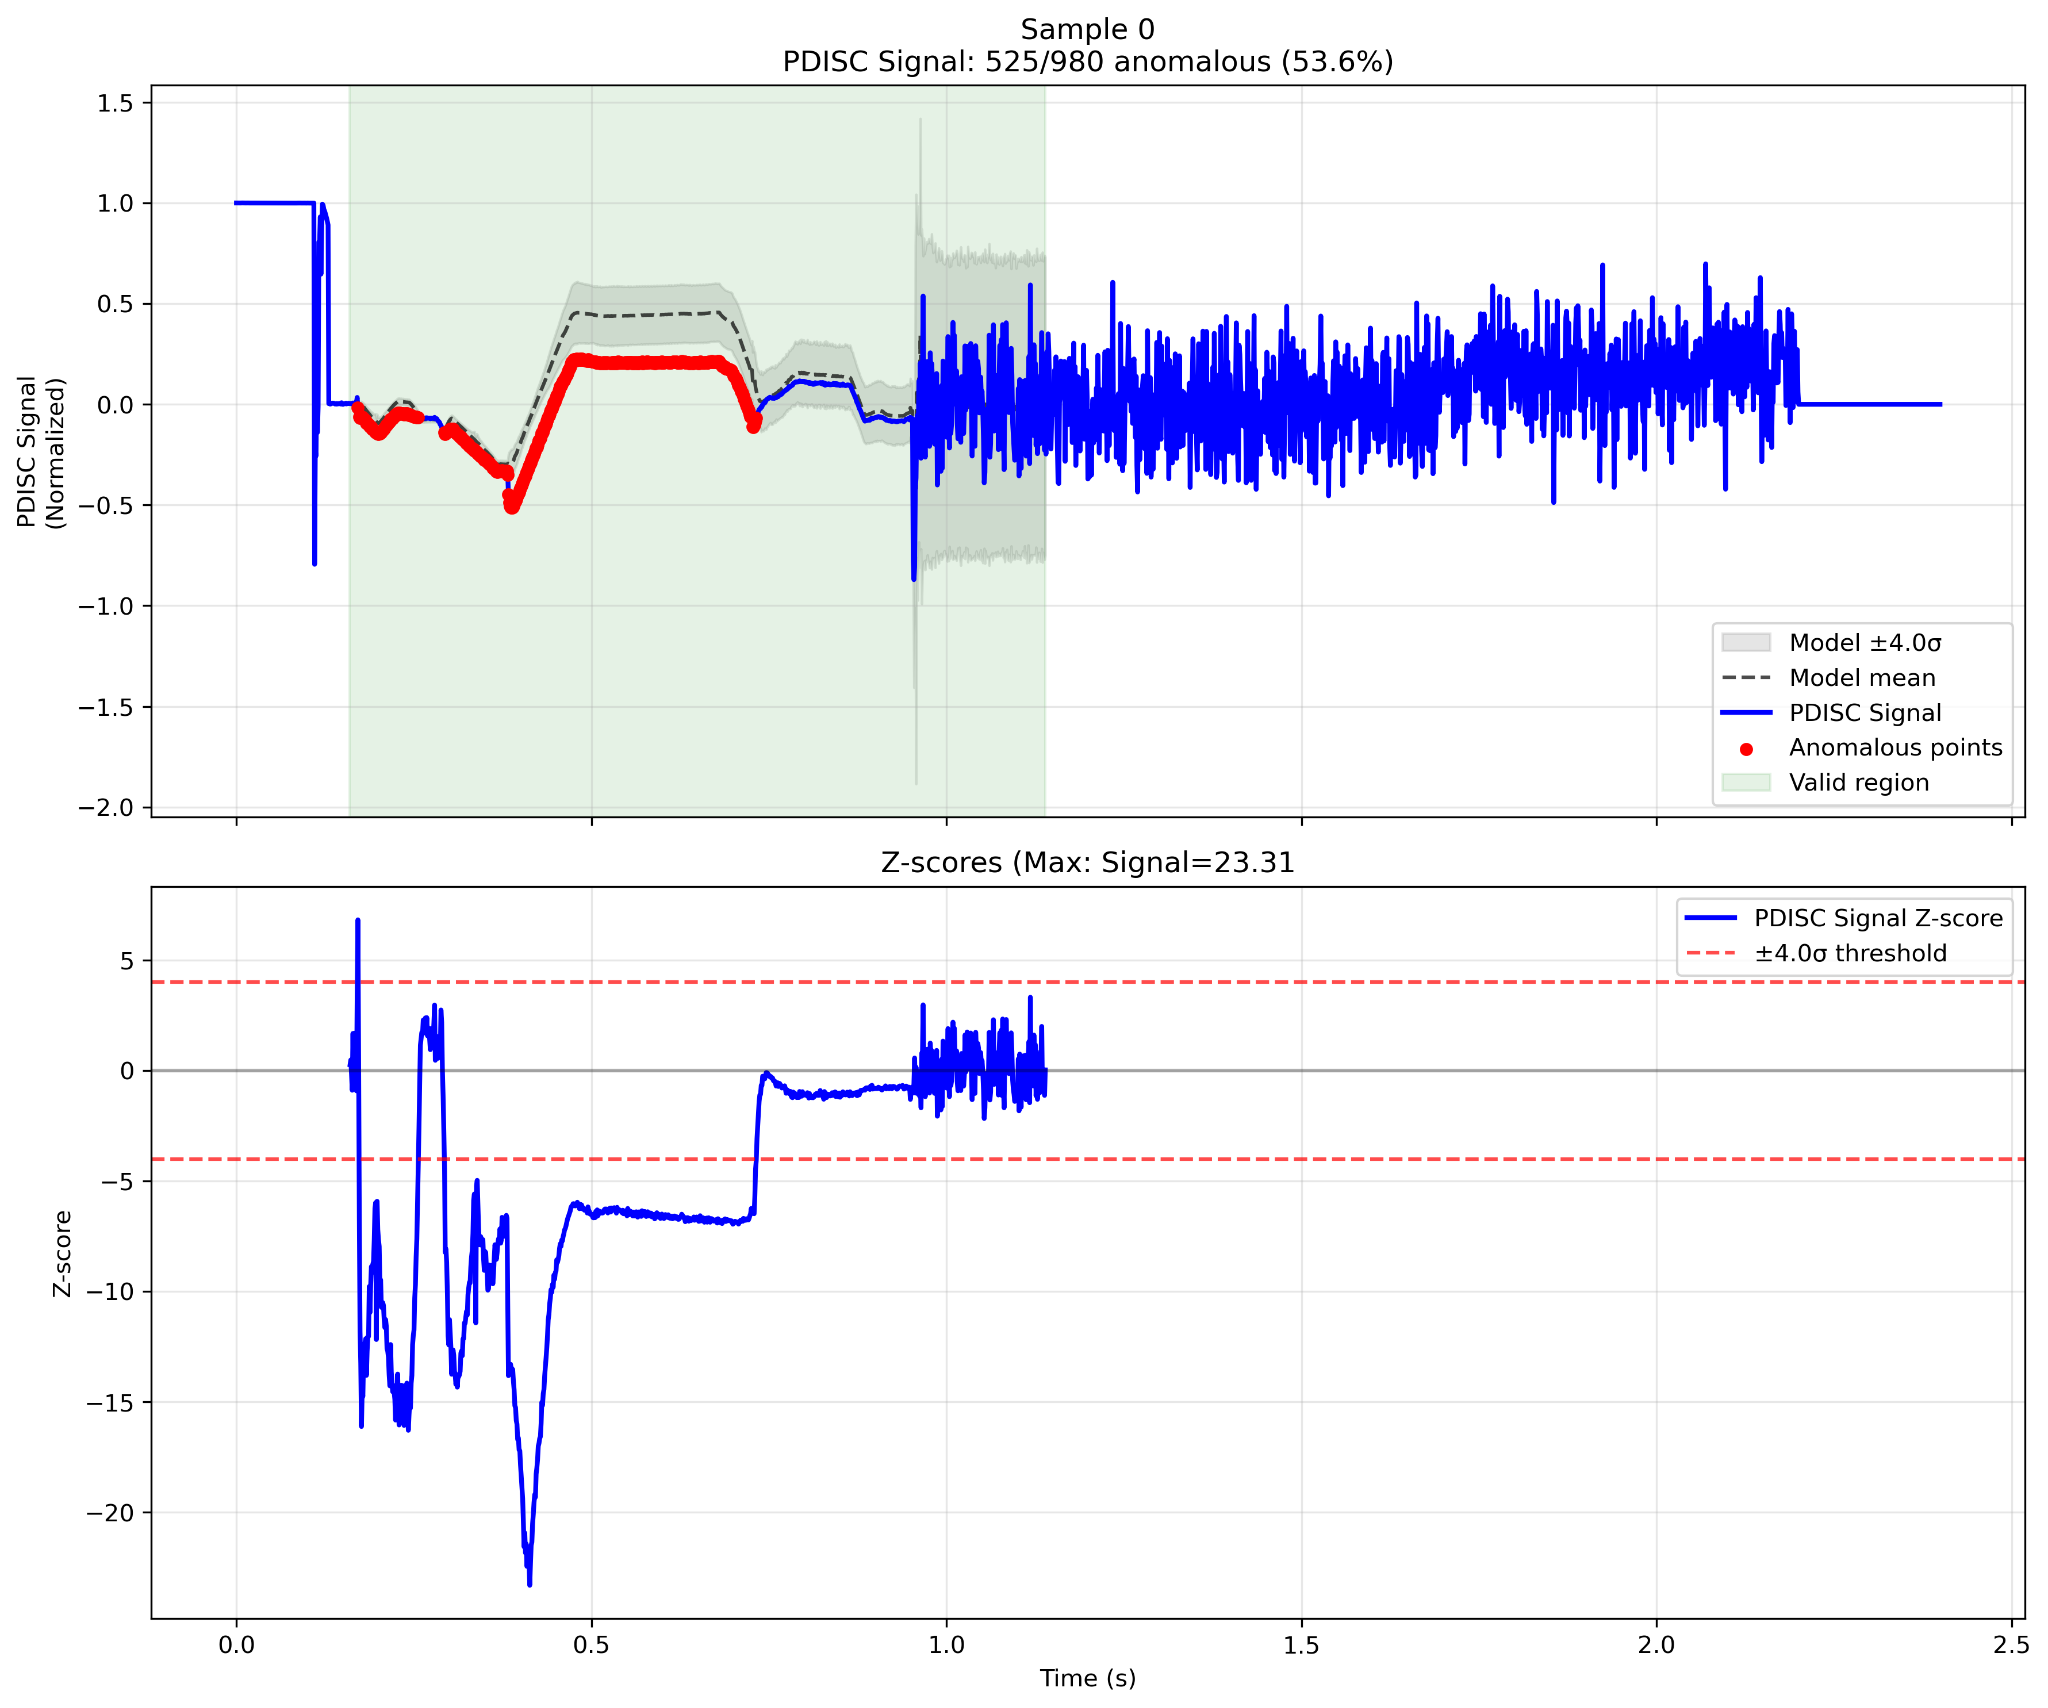 Sample 0
PDISC Signal: 525/980 anomalous (53.6%)
1.5
1.0
0.5
0.0
−0.5
−1.0
−1.5
−2.0
PDISC Signal
(Normalized)
Model ±4.0σ
Model mean
PDISC Signal
Anomalous points
Valid region
Z-scores (Max: Signal=23.31
5
0
−5
−10
−15
−20
Z-score
PDISC Signal Z-score
±4.0σ threshold
0.0 0.5 1.0 1.5 2.0 2.5
Time (s)